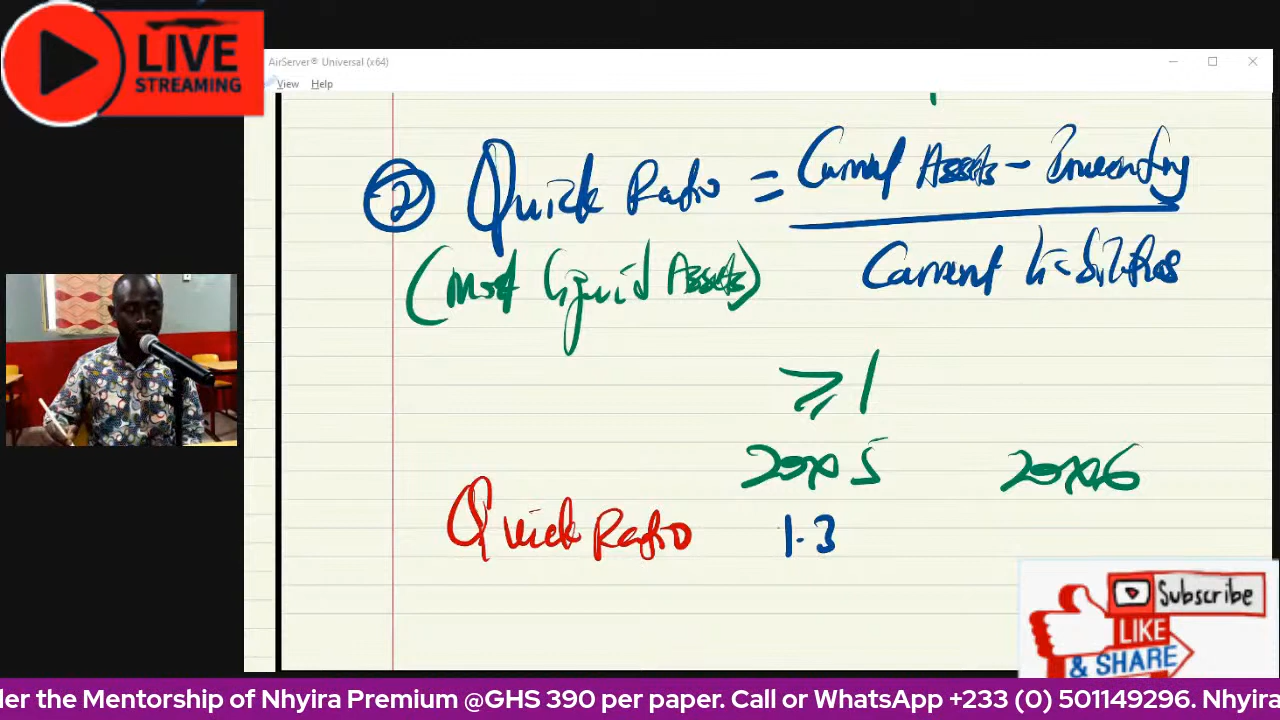 LIVE
STREAMING
AirServer® Universal (x64)
View Help
② Quick Ratio = Current Assets - Inventory
Current Liabilities
(Most Liquid Assets)
≥ 1
20x5 20x6
Quick Ratio 1.3
Subscribe
LIKE
& SHARE
der the Mentorship of Nhyira Premium @GHS 390 per paper. Call or WhatsApp +233 (0) 501149296. Nhyira